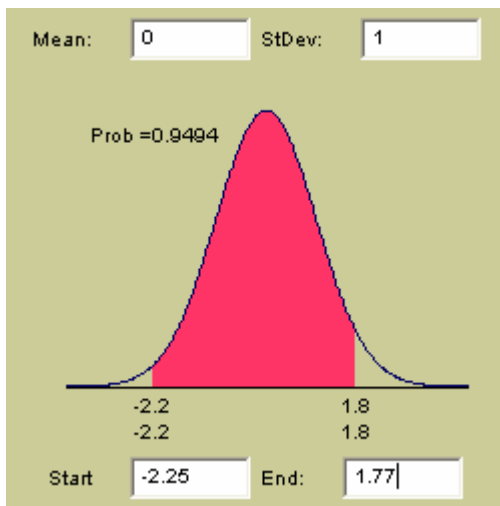 Mean: 0 StDev: 1
Prob =0.9494
-2.2 1.8
-2.2 1.8
Start -2.25 End: 1.77